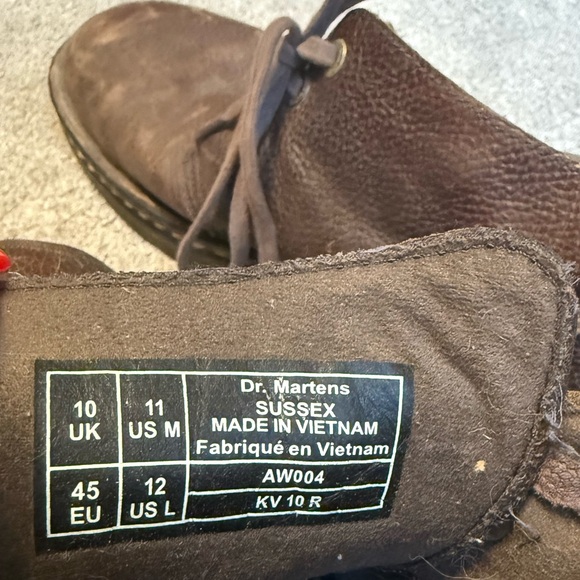 10 UK
11 US M
45 EU
12 US L
Dr. Martens
SUSSEX
MADE IN VIETNAM
Fabriqué en Vietnam
AW004
KV 10 R